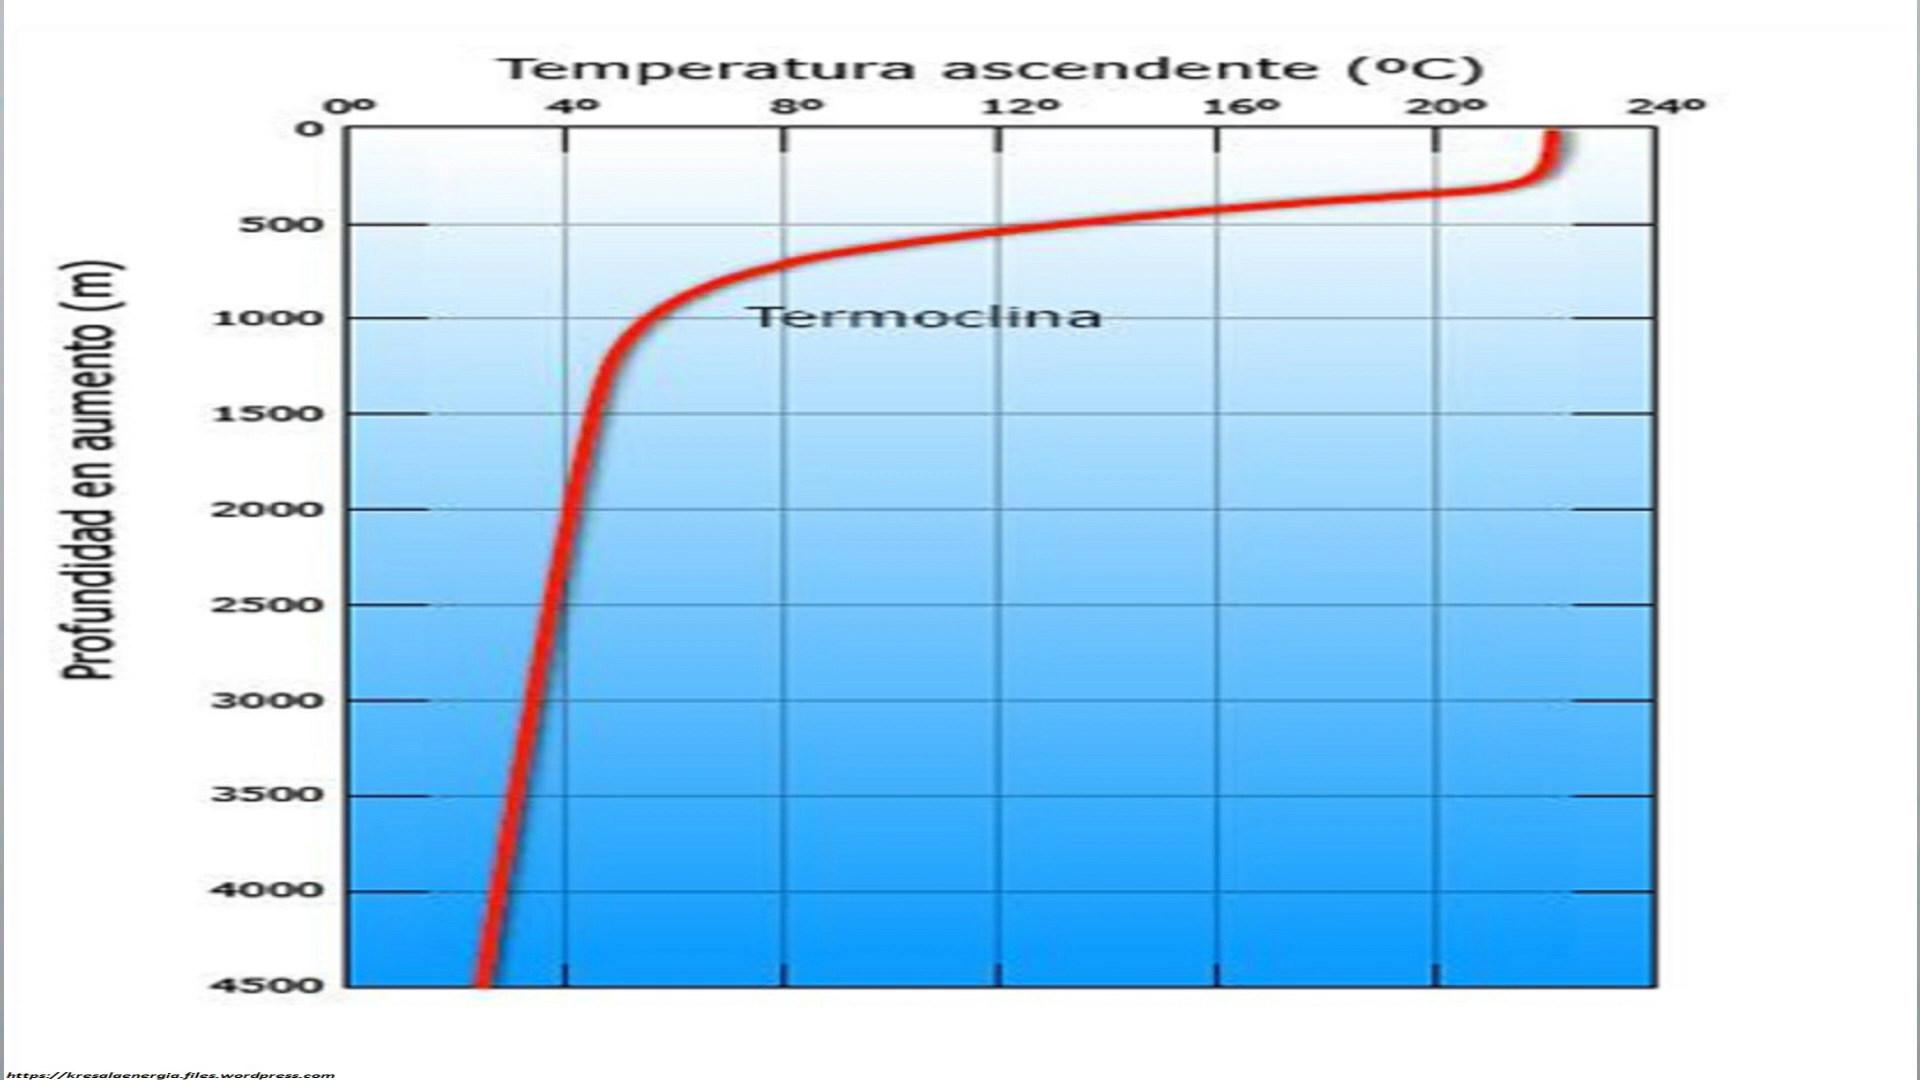 Temperatura ascendente (ºC)
0º 4º 8º 12º 16º 20º 24º
0
500
1000
1500
2000
2500
3000
3500
4000
4500
Profundidad en aumento (m)
Termoclina
https://kresalaenergia.files.wordpress.com